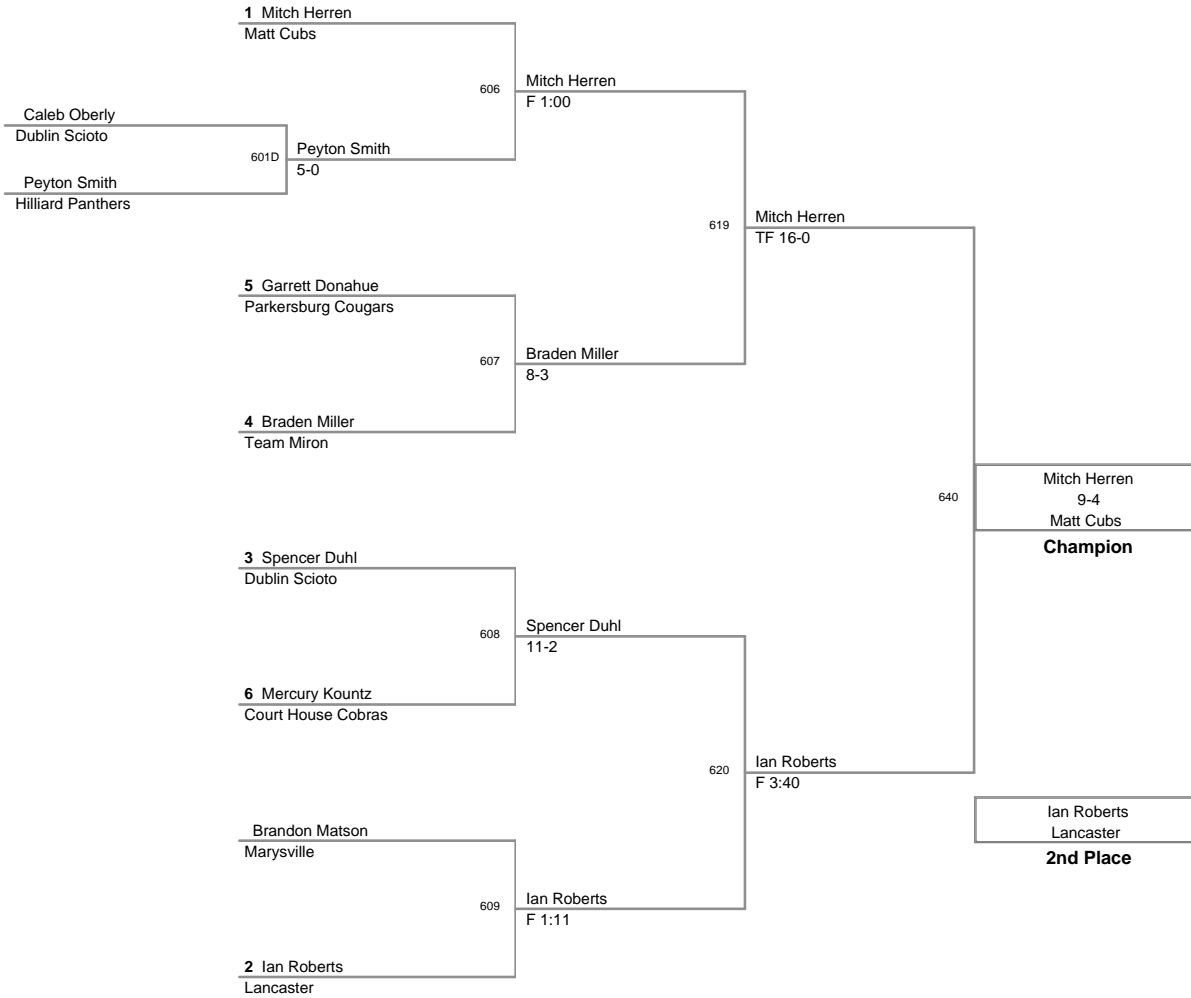 1 Mitch Herren
Matt Cubs
606
Mitch Herren
F 1:00
Caleb Oberly
Dublin Scioto
601D
Peyton Smith
5-0
Peyton Smith
Hilliard Panthers
619
Mitch Herren
TF 16-0
5 Garrett Donahue
Parkersburg Cougars
607
Braden Miller
8-3
4 Braden Miller
Team Miron
640
Mitch Herren
9-4
Matt Cubs
Champion
3 Spencer Duhl
Dublin Scioto
608
Spencer Duhl
11-2
6 Mercury Kountz
Court House Cobras
620
Ian Roberts
F 3:40
Ian Roberts
Lancaster
2nd Place
Brandon Matson
Marysville
609
Ian Roberts
F 1:11
2 Ian Roberts
Lancaster